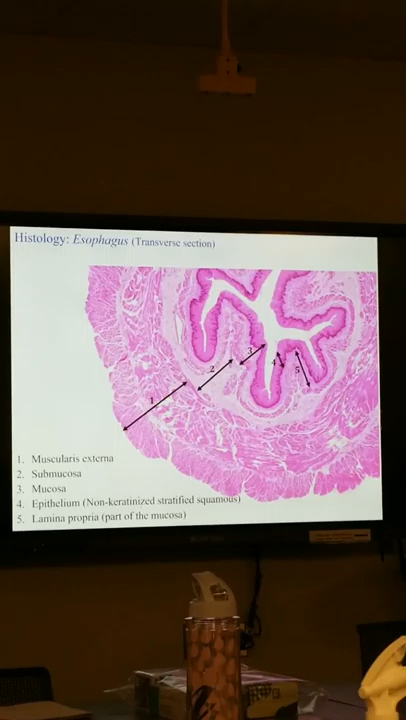 Histology: Esophagus (Transverse section)
1
2
3
4
5
1. Muscularis externa
2. Submucosa
3. Mucosa
4. Epithelium (Non-keratinized stratified squamous)
5. Lamina propria (part of the mucosa)